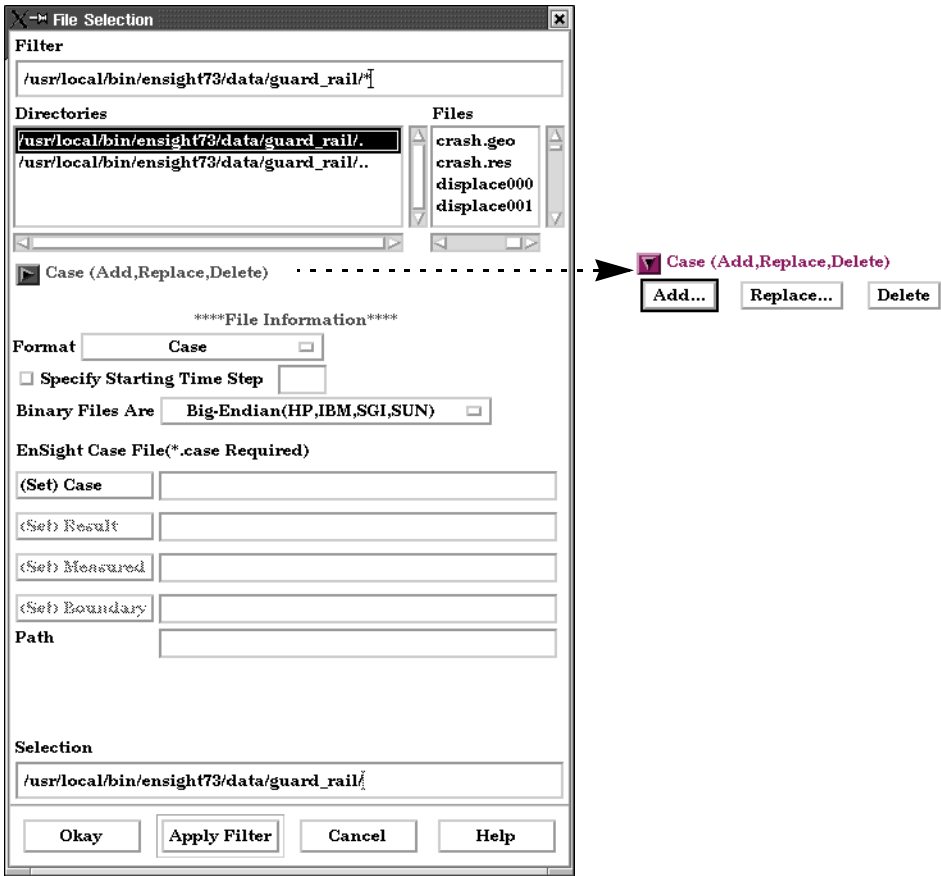 File Selection
Filter
/usr/local/bin/ensight73/data/guard_rail/*
Directories
Files
/usr/local/bin/ensight73/data/guard_rail/.
/usr/local/bin/ensight73/data/guard_rail/..
crash.geo
crash.res
displace000
displace001
Case (Add,Replace,Delete)
Case (Add,Replace,Delete)
Add... Replace... Delete
****File Information****
Format Case
Specify Starting Time Step
Binary Files Are Big-Endian(HP,IBM,SGI,SUN)
EnSight Case File(*.case Required)
(Set) Case
(Set) Result
(Set) Measured
(Set) Boundary
Path
Selection
/usr/local/bin/ensight73/data/guard_rail/
Okay Apply Filter Cancel Help